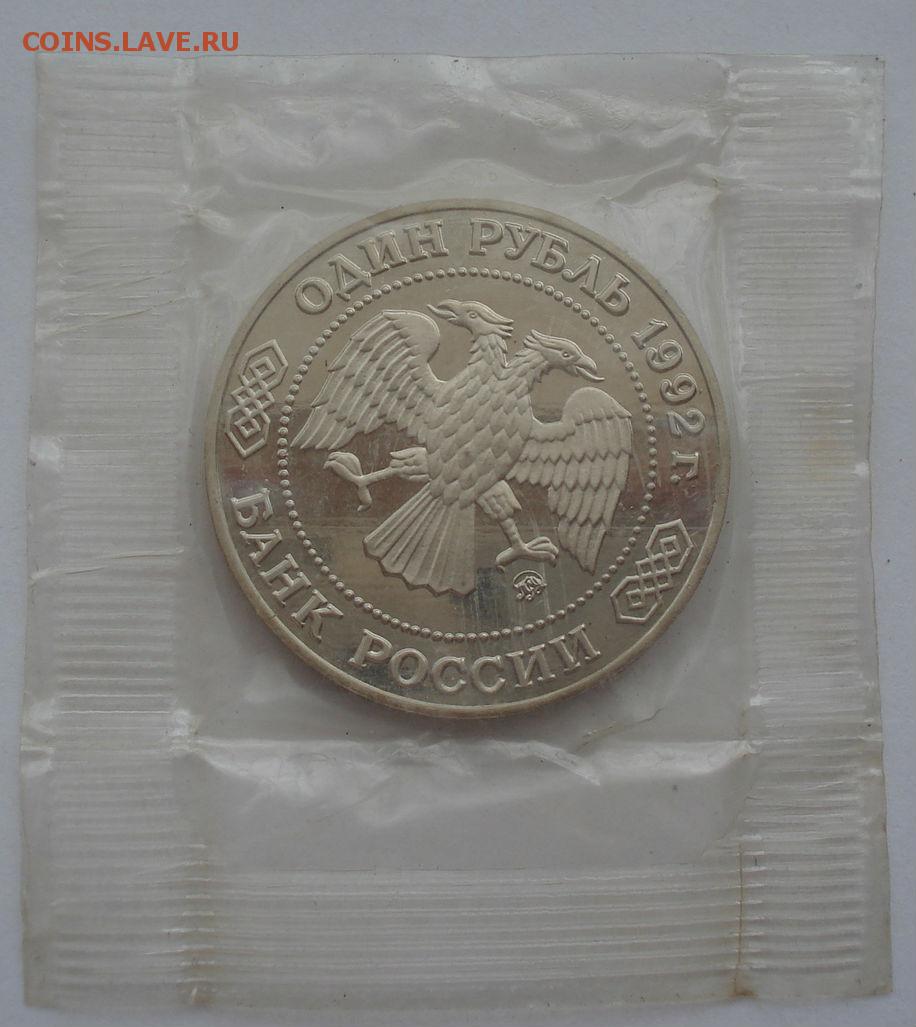 COINS.LAVE.RU
ОДИН РУБЛЬ 1992 г.
БАНК РОССИИ